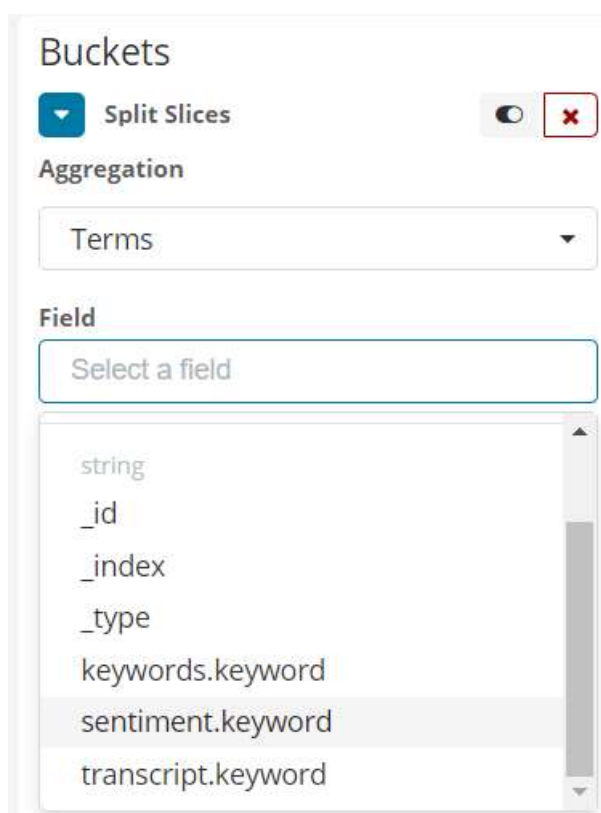 Buckets
Split Slices
Aggregation
Terms
Field
Select a field
string
_id
_index
_type
keywords.keyword
sentiment.keyword
transcript.keyword